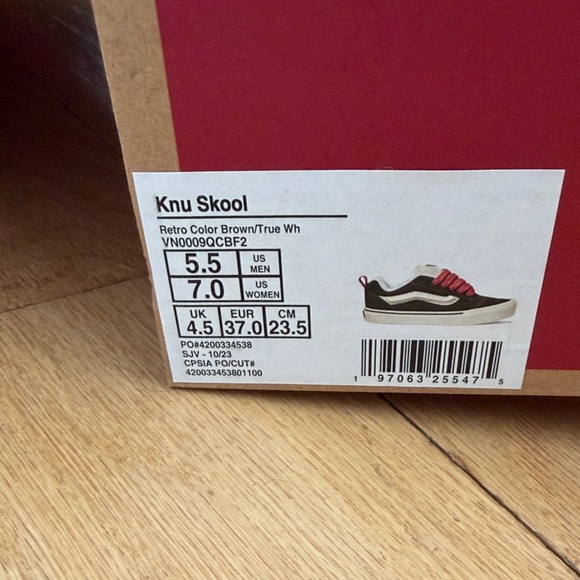 Knu Skool
Retro Color Brown/True Wh
VN0009QCBF2
5.5 US MEN
7.0 US WOMEN
UK EUR CM
4.5 37.0 23.5
PO#4200334538
SJV - 10/23
CPSIA PO/CUT#
420033453801100
1 97063 25547 5